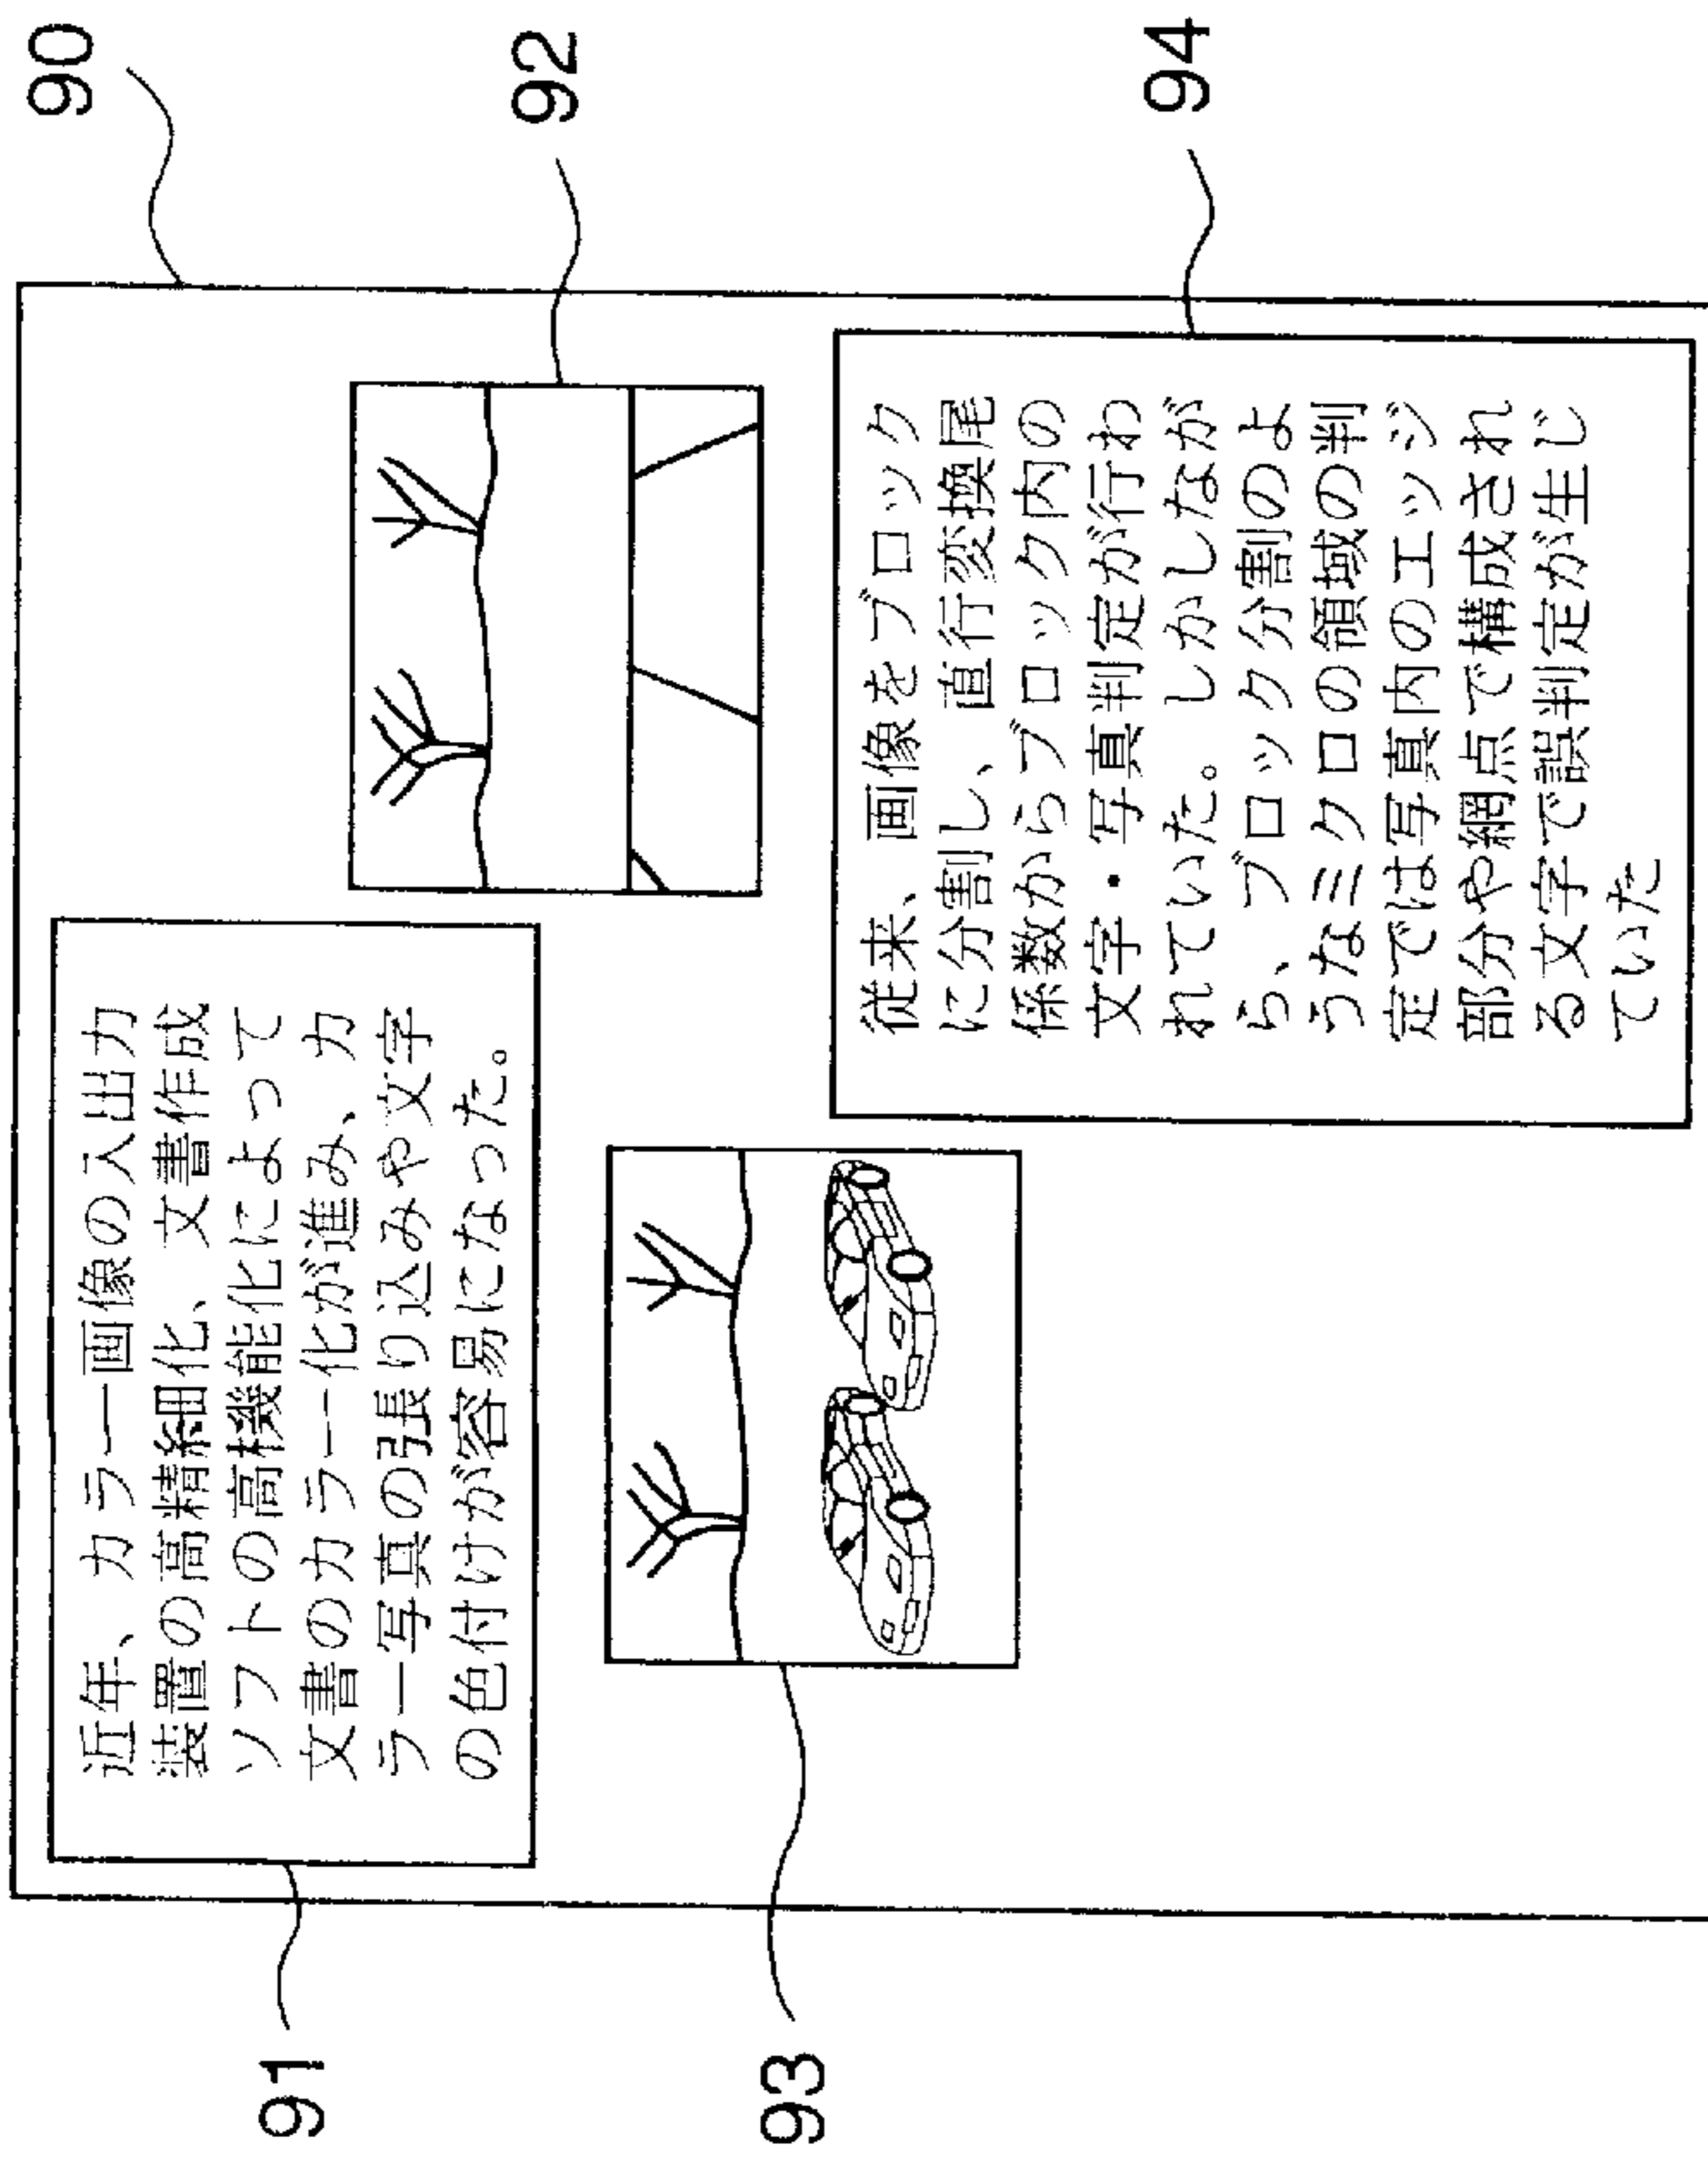 90
91
近年、カラー画像の入出力
装置の高精細化、文書作成
ソフトの高機能化によって
文書のカラー化が進み、カ
ラー写真の張り込みや文字
の色付けが容易になった。
92
93
94
従来、画像をブロック
に分割し、直行変換尾
係数からブロック内の
文字・写真判定が行わ
れていた。しかしなが
ら、ブロック分割のよ
うなミクロの領域の判
定では写真内のエッジ
部分や網点で構成され
る文字で誤判定が生じ
ていた